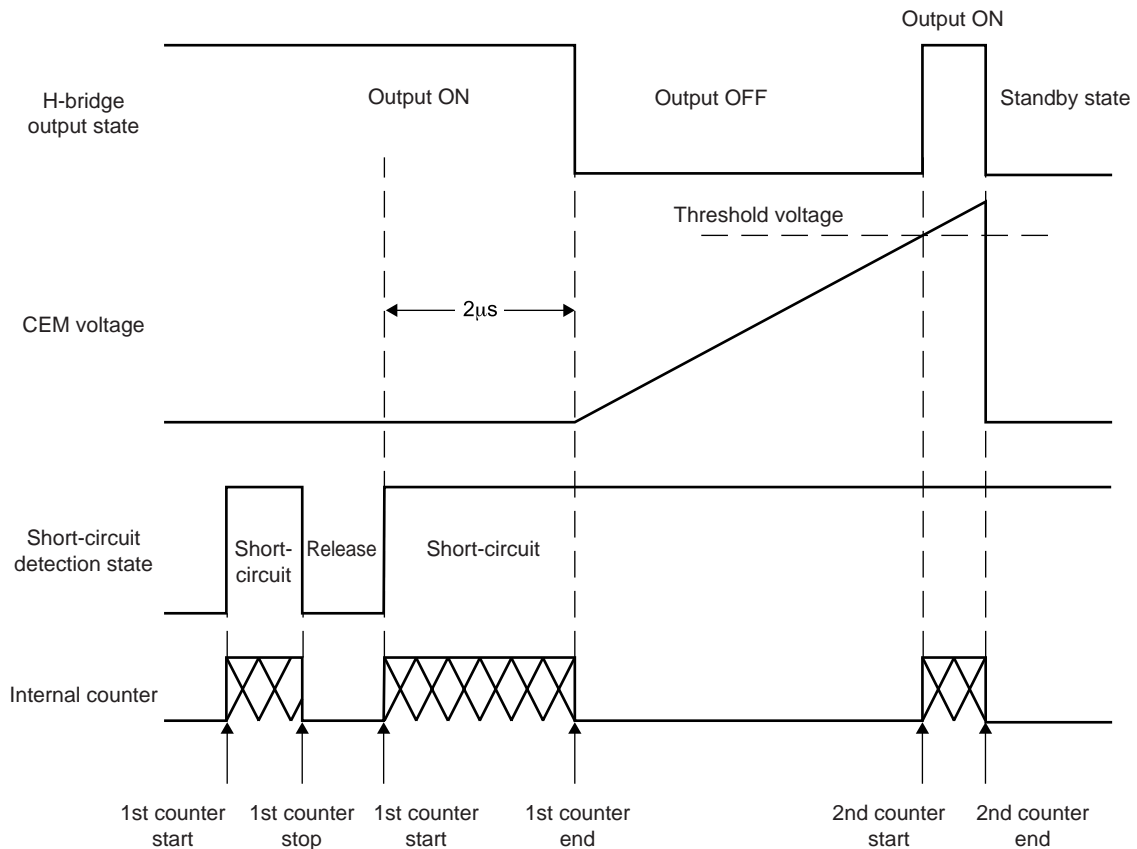 Output ON
H-bridge
output state
Output ON
Output OFF
Standby state
Threshold voltage
CEM voltage
2μs
Short-circuit
detection state
Short-
circuit
Release
Short-circuit
Internal counter
1st counter
start
1st counter
stop
1st counter
start
1st counter
end
2nd counter
start
2nd counter
end